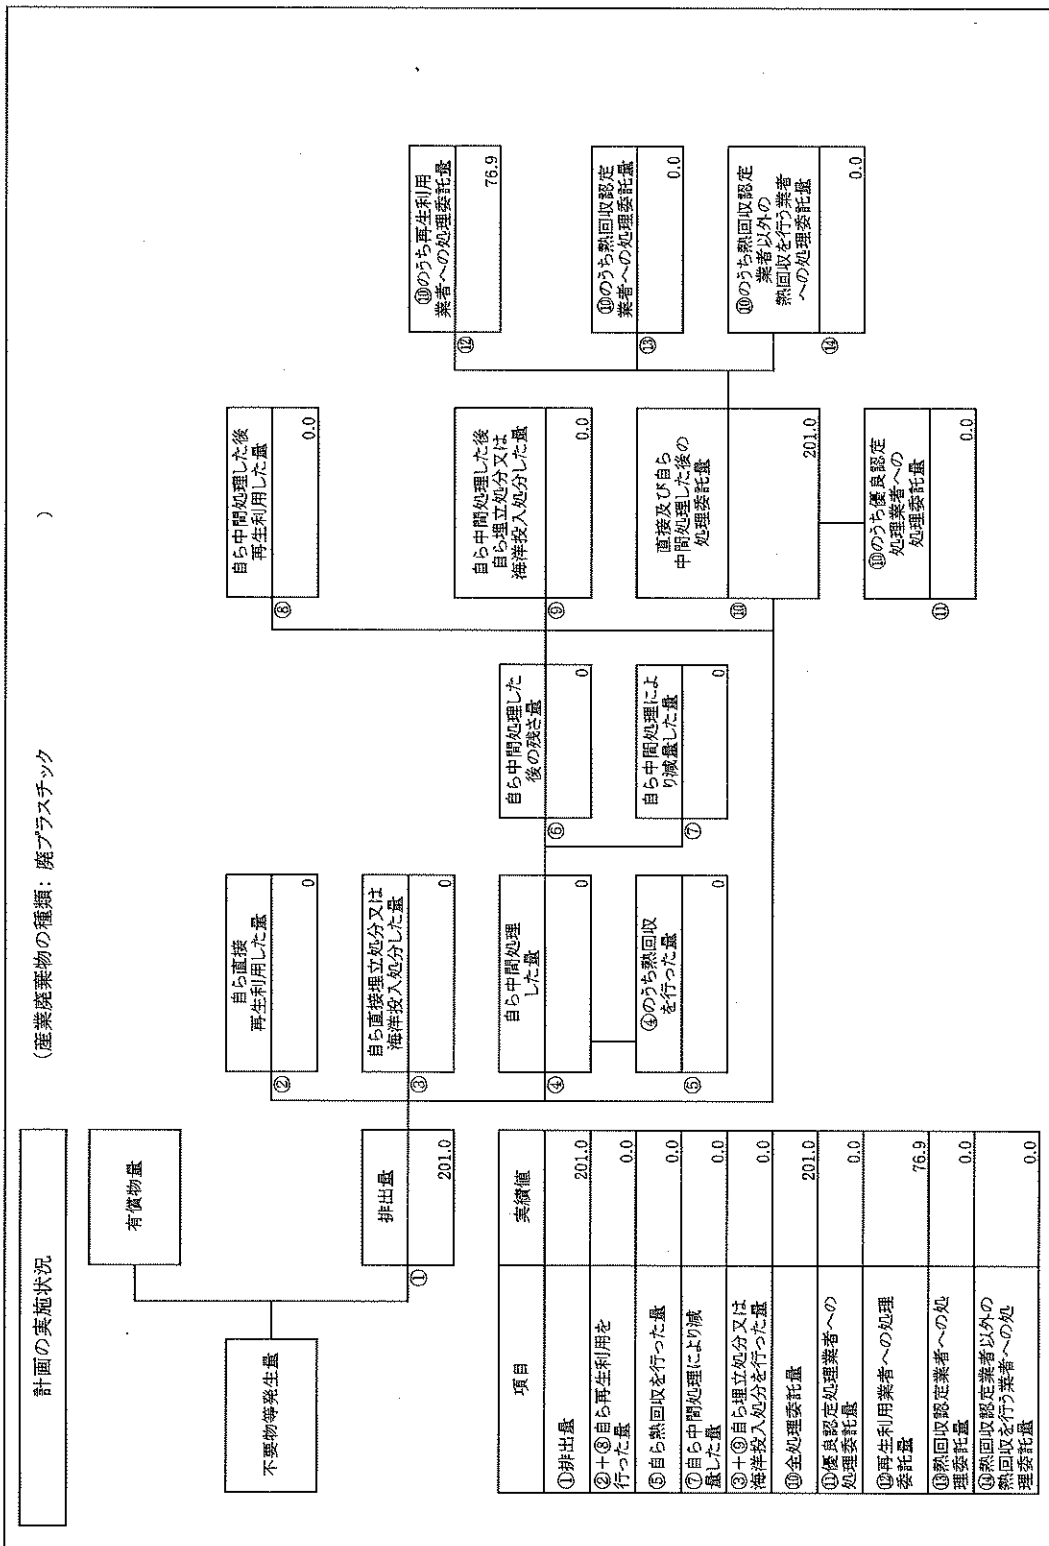 計画の実施状況
(産業廃棄物の種類: 廃プラスチック )
不要物等発生量
有償物量
①
排出量
201.0
②
自ら直接
再生利用した量
0
③
自ら直接埋立処分又は
海洋投入処分した量
0
④
自ら中間処理
した量
0
⑤
④のうち熱回収
を行った量
0
⑥
自ら中間処理した
後の残さ量
0
⑦
自ら中間処理によ
り減量した量
0
⑧
自ら中間処理した後
再生利用した量
0.0
⑨
自ら中間処理した後
自ら埋立処分又は
海洋投入処分した量
0.0
⑩
直接及び自ら
中間処理した後の
処理委託量
201.0
⑪
⑩のうち優良認定
処理業者への
処理委託量
0.0
⑫
⑩のうち再生利用
業者への処理委託量
76.9
⑬
⑩のうち熱回収認定
業者への処理委託量
0.0
⑭
⑩のうち熱回収認定
業者以外の
熱回収を行う業者
への処理委託量
0.0
項目 実績値
①排出量 201.0
②+⑧自ら再生利用を
行った量 0.0
⑤自ら熱回収を行った量 0.0
⑦自ら中間処理により減
量した量 0.0
③+⑨自ら埋立処分又は
海洋投入処分を行った量 0.0
⑩全処理委託量 201.0
⑪優良認定処理業者への
処理委託量 0.0
⑫再生利用業者への処理
委託量 76.9
⑬熱回収認定業者への処
理委託量 0.0
⑭熱回収認定業者以外の
熱回収を行う業者への処
理委託量 0.0